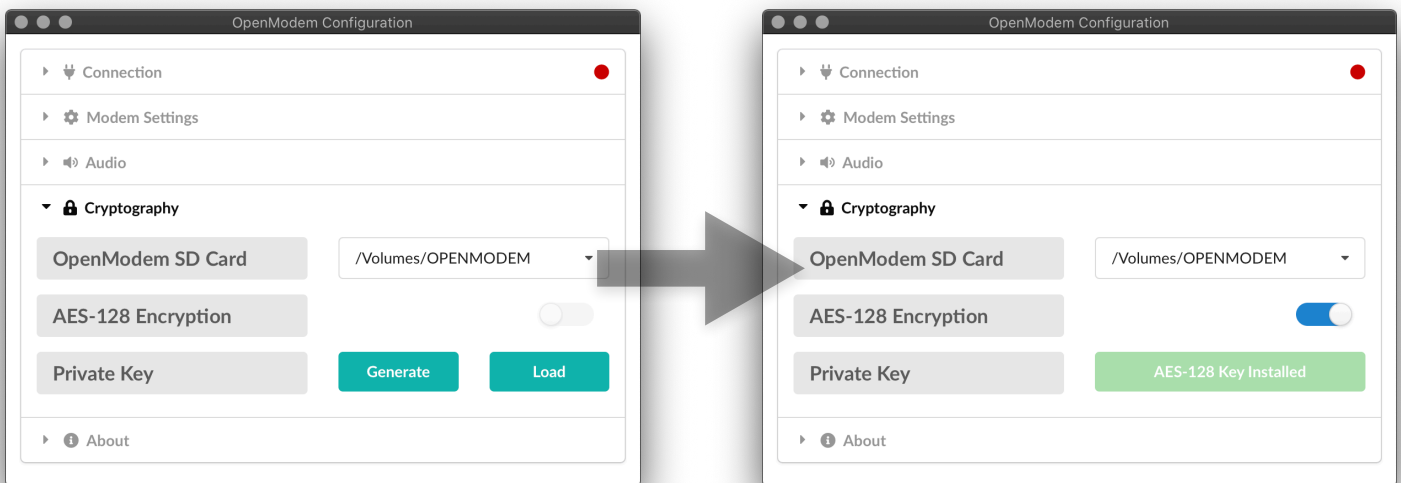 OpenModem Configuration
Connection
Modem Settings
Audio
Cryptography
OpenModem SD Card
/Volumes/OPENMODEM
AES-128 Encryption
Private Key
Generate
Load
About
OpenModem Configuration
Connection
Modem Settings
Audio
Cryptography
OpenModem SD Card
/Volumes/OPENMODEM
AES-128 Encryption
Private Key
AES-128 Key Installed
About